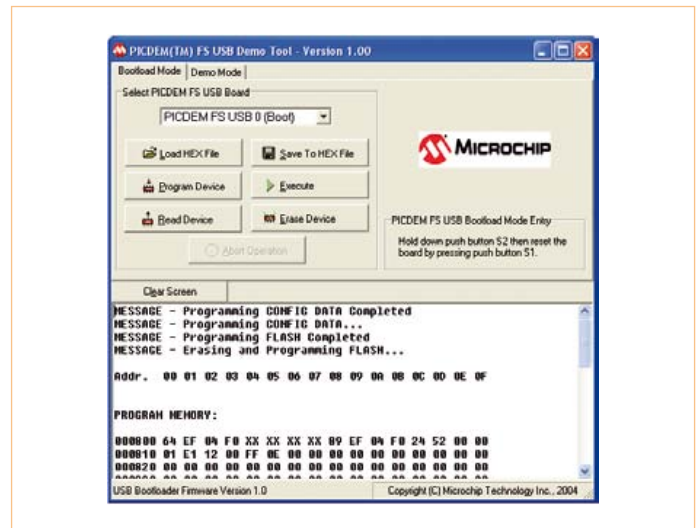 PICDEM(TM) FS USB Demo Tool - Version 1.00
Bootload Mode Demo Mode
Select PICDEM FS USB Board
PICDEM FS USB 0 (Boot)
Load HEX File Save To HEX File
Program Device Execute
Read Device Erase Device
Abort Operation
MICROCHIP
PICDEM FS USB Bootload Mode Entry
Hold down push button S2 then reset the
board by pressing push button S1.
Clear Screen
MESSAGE - Programming CONFIG DATA Completed
MESSAGE - Programming CONFIG DATA...
MESSAGE - Programming FLASH Completed
MESSAGE - Erasing and Programming FLASH...
Addr. 00 01 02 03 04 05 06 07 08 09 0A 0B 0C 0D 0E 0F
PROGRAM MEMORY:
000800 64 EF 04 F0 XX XX XX XX 89 EF 04 F0 24 52 00 00
000810 01 E1 12 00 FF 0E 00 00 00 00 00 00 00 00 00 00
000820 00 00 00 00 00 00 00 00 00 00 00 00 00 00 00 00
USB Bootloader Firmware Version 1.0 Copyright (C) Microchip Technology Inc., 2004